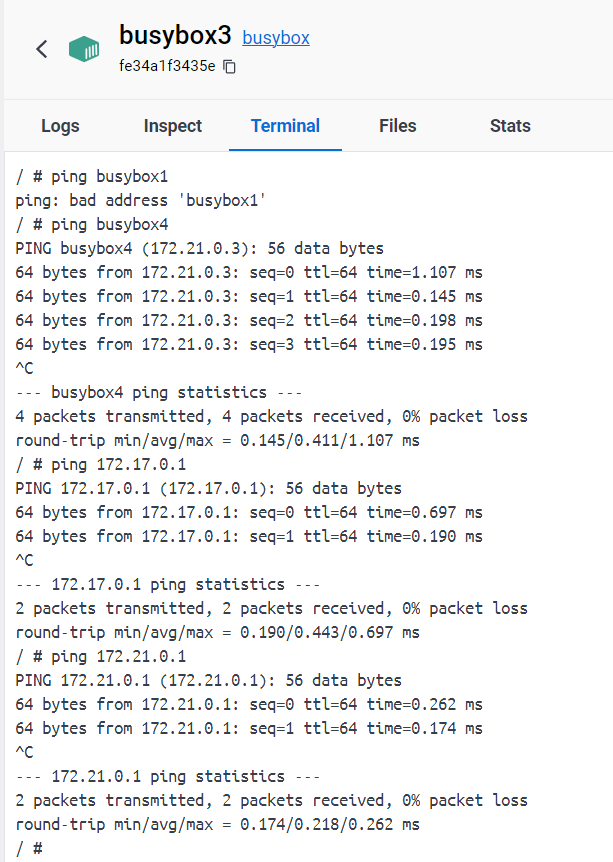 busybox3 busybox
fe34a1f3435e
Logs Inspect Terminal Files Stats
/ # ping busybox1
ping: bad address 'busybox1'
/ # ping busybox4
PING busybox4 (172.21.0.3): 56 data bytes
64 bytes from 172.21.0.3: seq=0 ttl=64 time=1.107 ms
64 bytes from 172.21.0.3: seq=1 ttl=64 time=0.145 ms
64 bytes from 172.21.0.3: seq=2 ttl=64 time=0.198 ms
64 bytes from 172.21.0.3: seq=3 ttl=64 time=0.195 ms
^C
--- busybox4 ping statistics ---
4 packets transmitted, 4 packets received, 0% packet loss
round-trip min/avg/max = 0.145/0.411/1.107 ms
/ # ping 172.17.0.1
PING 172.17.0.1 (172.17.0.1): 56 data bytes
64 bytes from 172.17.0.1: seq=0 ttl=64 time=0.697 ms
64 bytes from 172.17.0.1: seq=1 ttl=64 time=0.190 ms
^C
--- 172.17.0.1 ping statistics ---
2 packets transmitted, 2 packets received, 0% packet loss
round-trip min/avg/max = 0.190/0.443/0.697 ms
/ # ping 172.21.0.1
PING 172.21.0.1 (172.21.0.1): 56 data bytes
64 bytes from 172.21.0.1: seq=0 ttl=64 time=0.262 ms
64 bytes from 172.21.0.1: seq=1 ttl=64 time=0.174 ms
^C
--- 172.21.0.1 ping statistics ---
2 packets transmitted, 2 packets received, 0% packet loss
round-trip min/avg/max = 0.174/0.218/0.262 ms
/ #